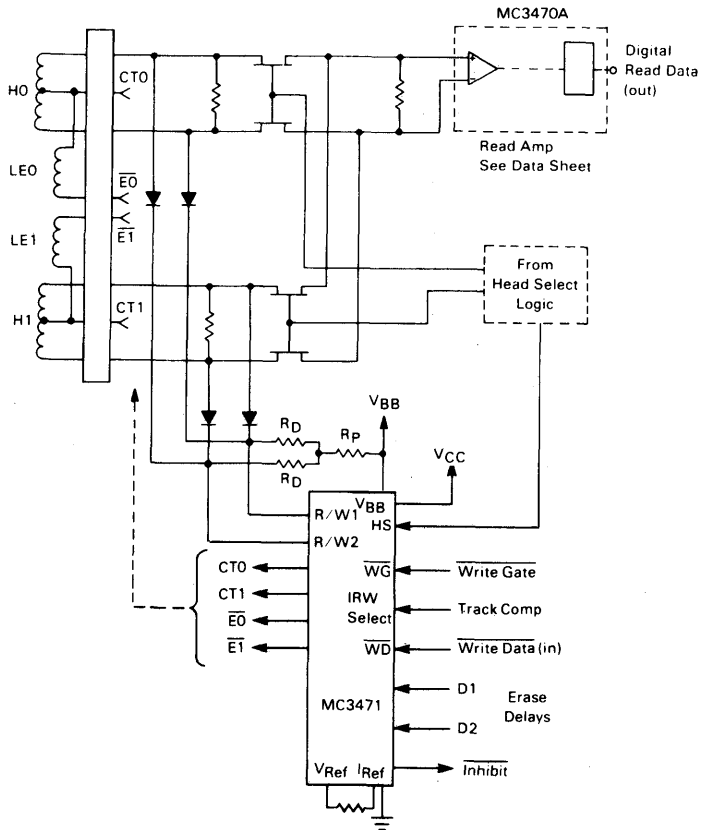 MC3470A
Digital
Read Data
(out)
Read Amp
See Data Sheet
H0
CT0
LE0
E0
E1
LE1
H1
CT1
From
Head Select
Logic
VBB
VCC
RD
RP
RD
R/W1
R/W2
VBB
HS
WG
Write Gate
IRW
Select
Track Comp
WD
Write Data (in)
CT0
CT1
E0
E1
MC3471
D1
D2
Erase
Delays
Inhibit
VRef
IRef